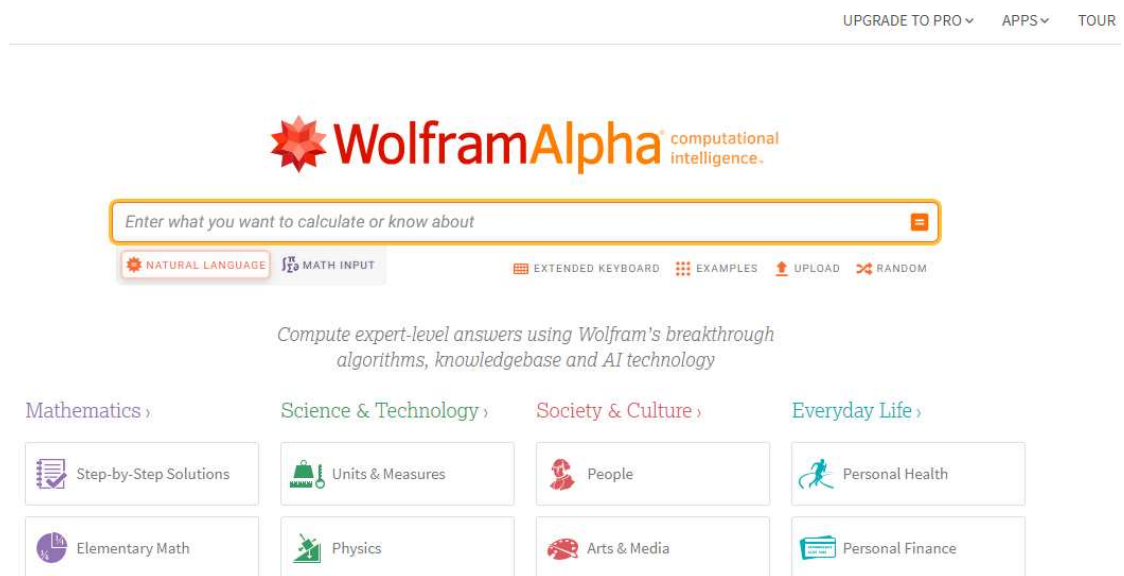 UPGRADE TO PRO APPS TOUR
WolframAlpha computational intelligence.
Enter what you want to calculate or know about
NATURAL LANGUAGE MATH INPUT EXTENDED KEYBOARD EXAMPLES UPLOAD RANDOM
Compute expert-level answers using Wolfram's breakthrough
algorithms, knowledgebase and AI technology
Mathematics › Science & Technology › Society & Culture › Everyday Life ›
Step-by-Step Solutions Units & Measures People Personal Health
Elementary Math Physics Arts & Media Personal Finance